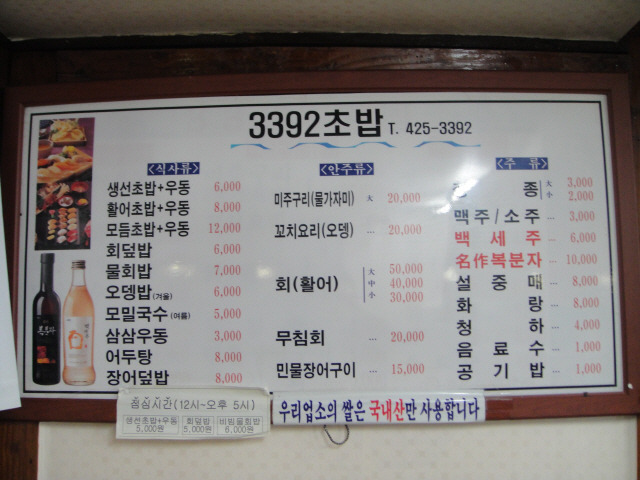 3392초밥 T. 425-3392
<식사류>
생선초밥+우동 6,000
활어초밥+우동 8,000
모듬초밥+우동 12,000
회덮밥 6,000
물회밥 7,000
오뎅밥(겨울) 6,000
모밀국수(여름) 5,000
삼삼우동 3,000
어두탕 8,000
장어덮밥 8,000
<안주류>
미주구리(물가자미) 大 20,000
꼬치요리(오뎅) ... 20,000
회(활어) 大 50,000
中 40,000
小 30,000
무침회 ... 20,000
민물장어구이 ... 15,000
<주 류>
종 大 3,000
小 2,000
맥주/소주 ... 3,000
백세주 ... 6,000
名作복분자 ... 10,000
설중매 ... 8,000
화랑 ... 8,000
청하 ... 4,000
음료수 ... 1,000
공기밥 ... 1,000
점심시간(12시~오후 5시)
생선초밥+우동 5,000원
회덮밥 5,000원
비빔물회밥 6,000원
우리업소의 쌀은 국내산만 사용합니다